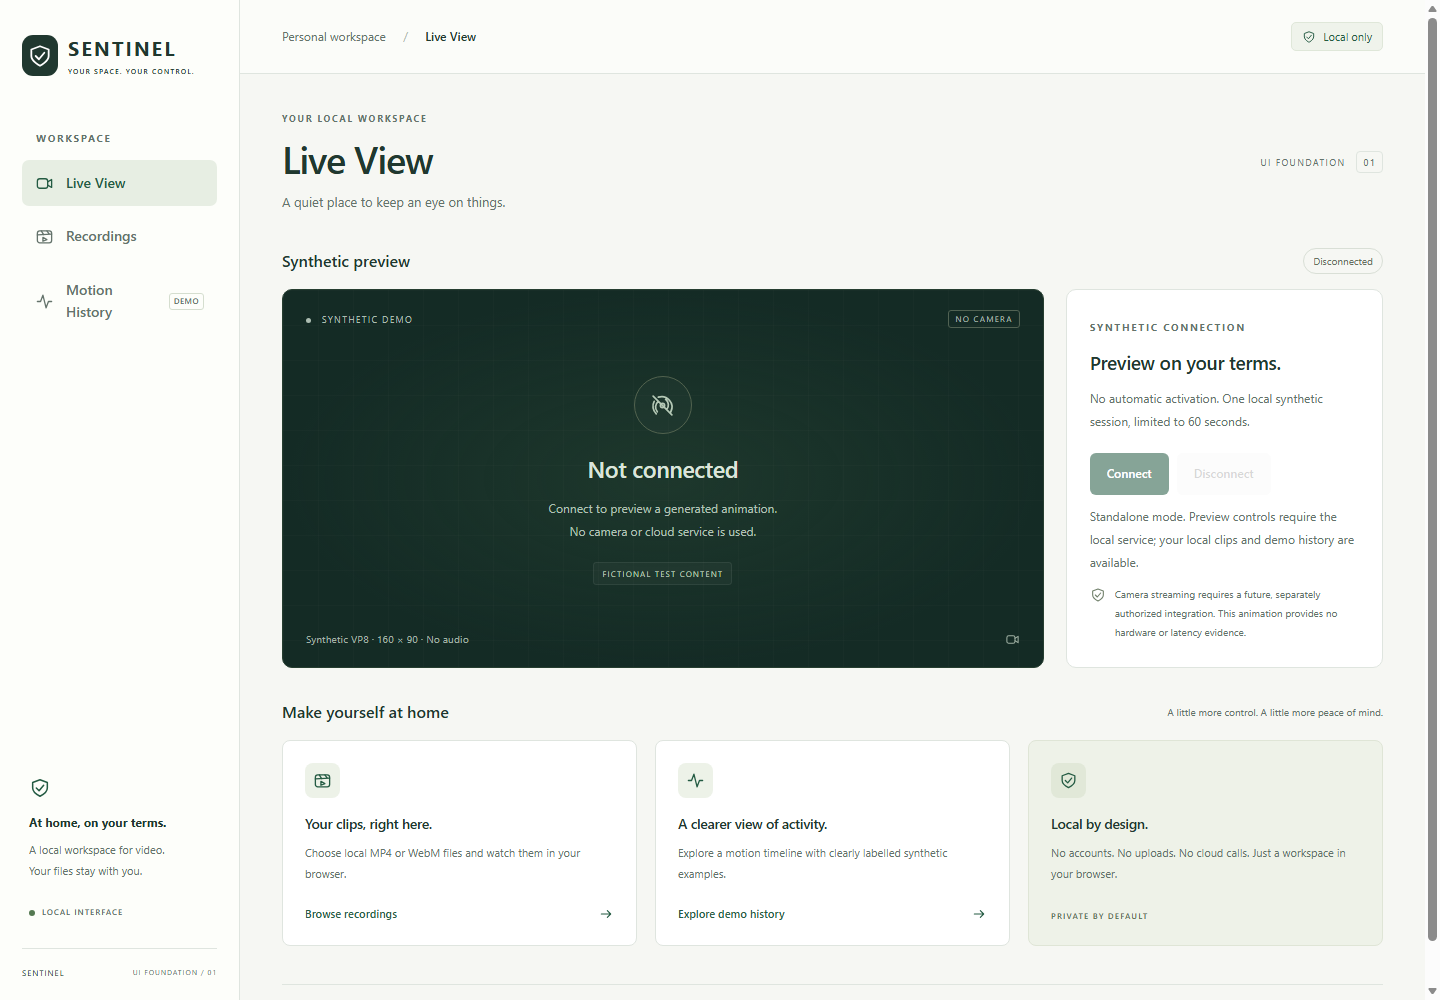 SENTINEL
YOUR SPACE. YOUR CONTROL.
WORKSPACE
Live View
Recordings
Motion
History
DEMO
At home, on your terms.
A local workspace for video.
Your files stay with you.
LOCAL INTERFACE
SENTINEL
UI FOUNDATION / 01
Personal workspace / Live View
Local only
YOUR LOCAL WORKSPACE
Live View
A quiet place to keep an eye on things.
UI FOUNDATION 01
Synthetic preview
Disconnected
SYNTHETIC DEMO
NO CAMERA
Not connected
Connect to preview a generated animation.
No camera or cloud service is used.
FICTIONAL TEST CONTENT
Synthetic VP8 · 160 × 90 · No audio
SYNTHETIC CONNECTION
Preview on your terms.
No automatic activation. One local synthetic
session, limited to 60 seconds.
Connect
Disconnect
Standalone mode. Preview controls require the
local service; your local clips and demo history are
available.
Camera streaming requires a future, separately
authorized integration. This animation provides no
hardware or latency evidence.
Make yourself at home
A little more control. A little more peace of mind.
Your clips, right here.
Choose local MP4 or WebM files and watch them in your
browser.
Browse recordings
A clearer view of activity.
Explore a motion timeline with clearly labelled synthetic
examples.
Explore demo history
Local by design.
No accounts. No uploads. No cloud calls. Just a workspace in
your browser.
PRIVATE BY DEFAULT